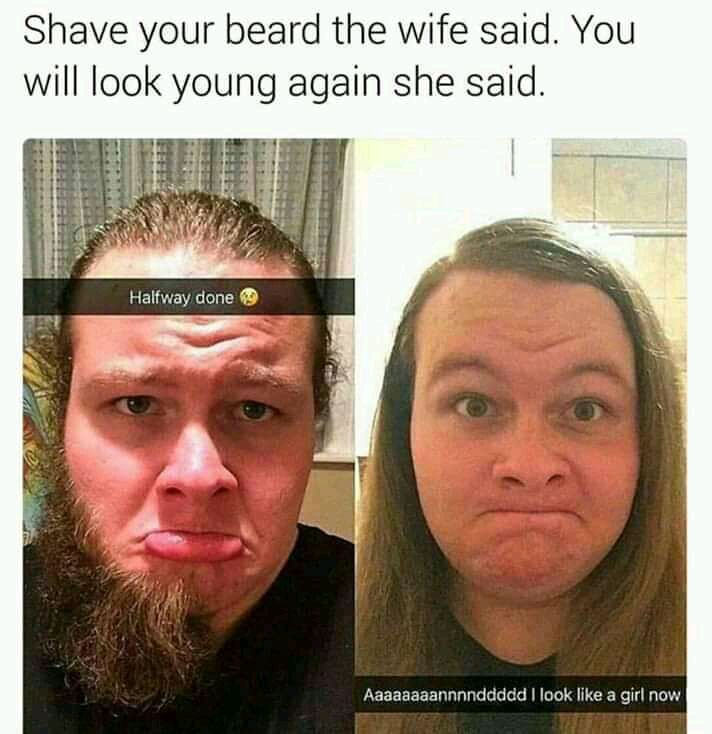 Shave your beard the wife said. You
will look young again she said.
Halfway done 😢
Aaaaaaaannnnddddd I look like a girl now